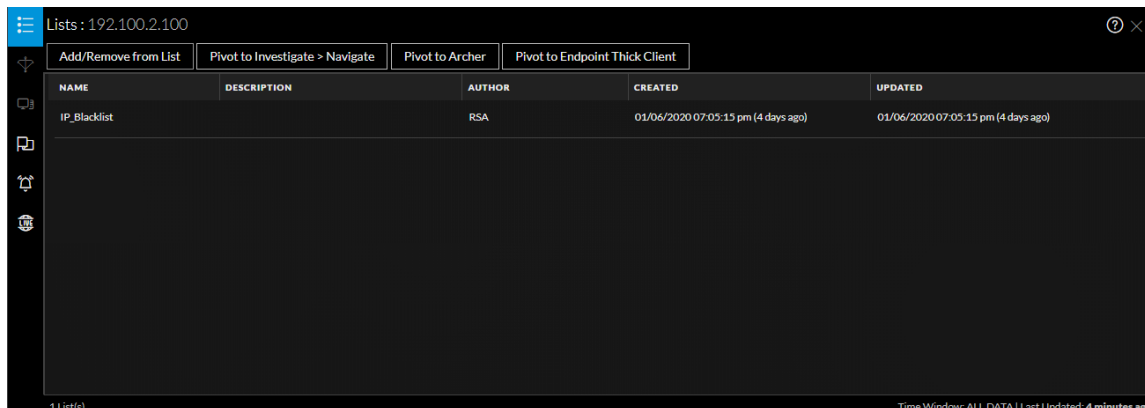 Lists : 192.100.2.100
Add/Remove from List Pivot to Investigate > Navigate Pivot to Archer Pivot to Endpoint Thick Client
NAME DESCRIPTION AUTHOR CREATED UPDATED
IP_Blacklist RSA 01/06/2020 07:05:15 pm (4 days ago) 01/06/2020 07:05:15 pm (4 days ago)
LIVE
1 List(s) Time Window: ALL DATA | Last Updated: 4 minutes ag